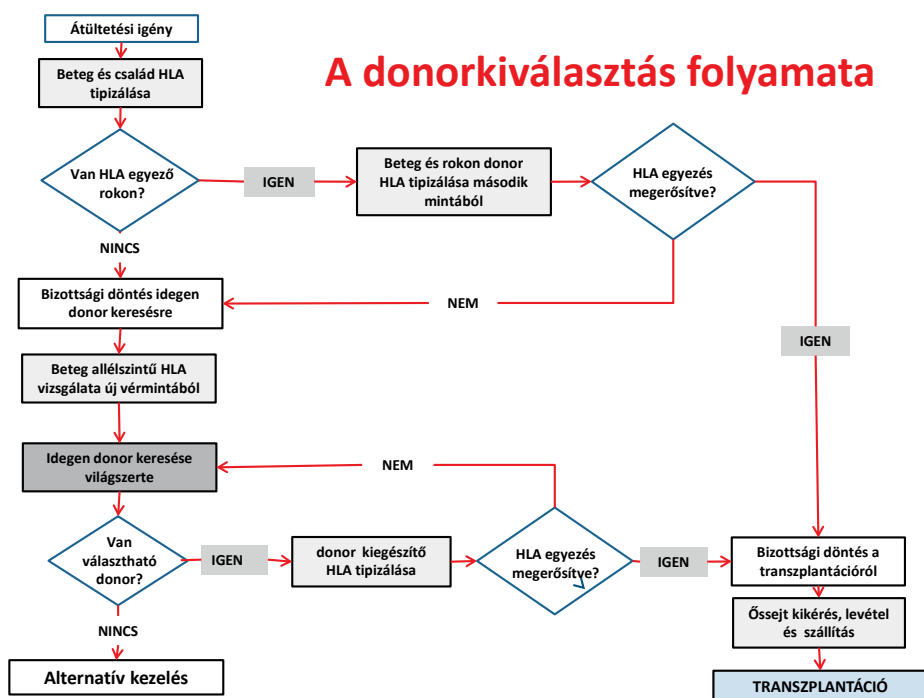 Átültetési igény
A donorkiválasztás folyamata
Beteg és család HLA
tipizálása
Van HLA egyező
rokon?
IGEN
Beteg és rokon donor
HLA tipizálása második
mintából
HLA egyezés
megerősítve?
NINCS
Bizottsági döntés idegen
donor keresésre
NEM
IGEN
Beteg allélszintű HLA
vizsgálata új vérmintából
Idegen donor keresése
világszerte
NEM
Van
választható
donor?
IGEN
donor kiegészítő
HLA tipizálása
HLA egyezés
megerősítve?
IGEN
Bizottsági döntés a
transzplantációról
NINCS
Őssejt kikérés, levétel
és szállítás
Alternatív kezelés
TRANSZPLANTÁCIÓ